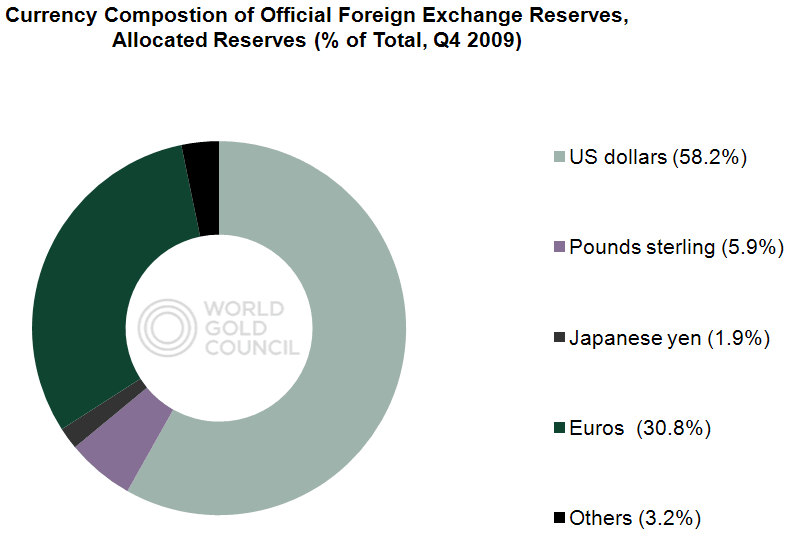 Currency Compostion of Official Foreign Exchange Reserves,
Allocated Reserves (% of Total, Q4 2009)
US dollars (58.2%)
Pounds sterling (5.9%)
Japanese yen (1.9%)
Euros  (30.8%)
Others (3.2%)
WORLD
GOLD
COUNCIL